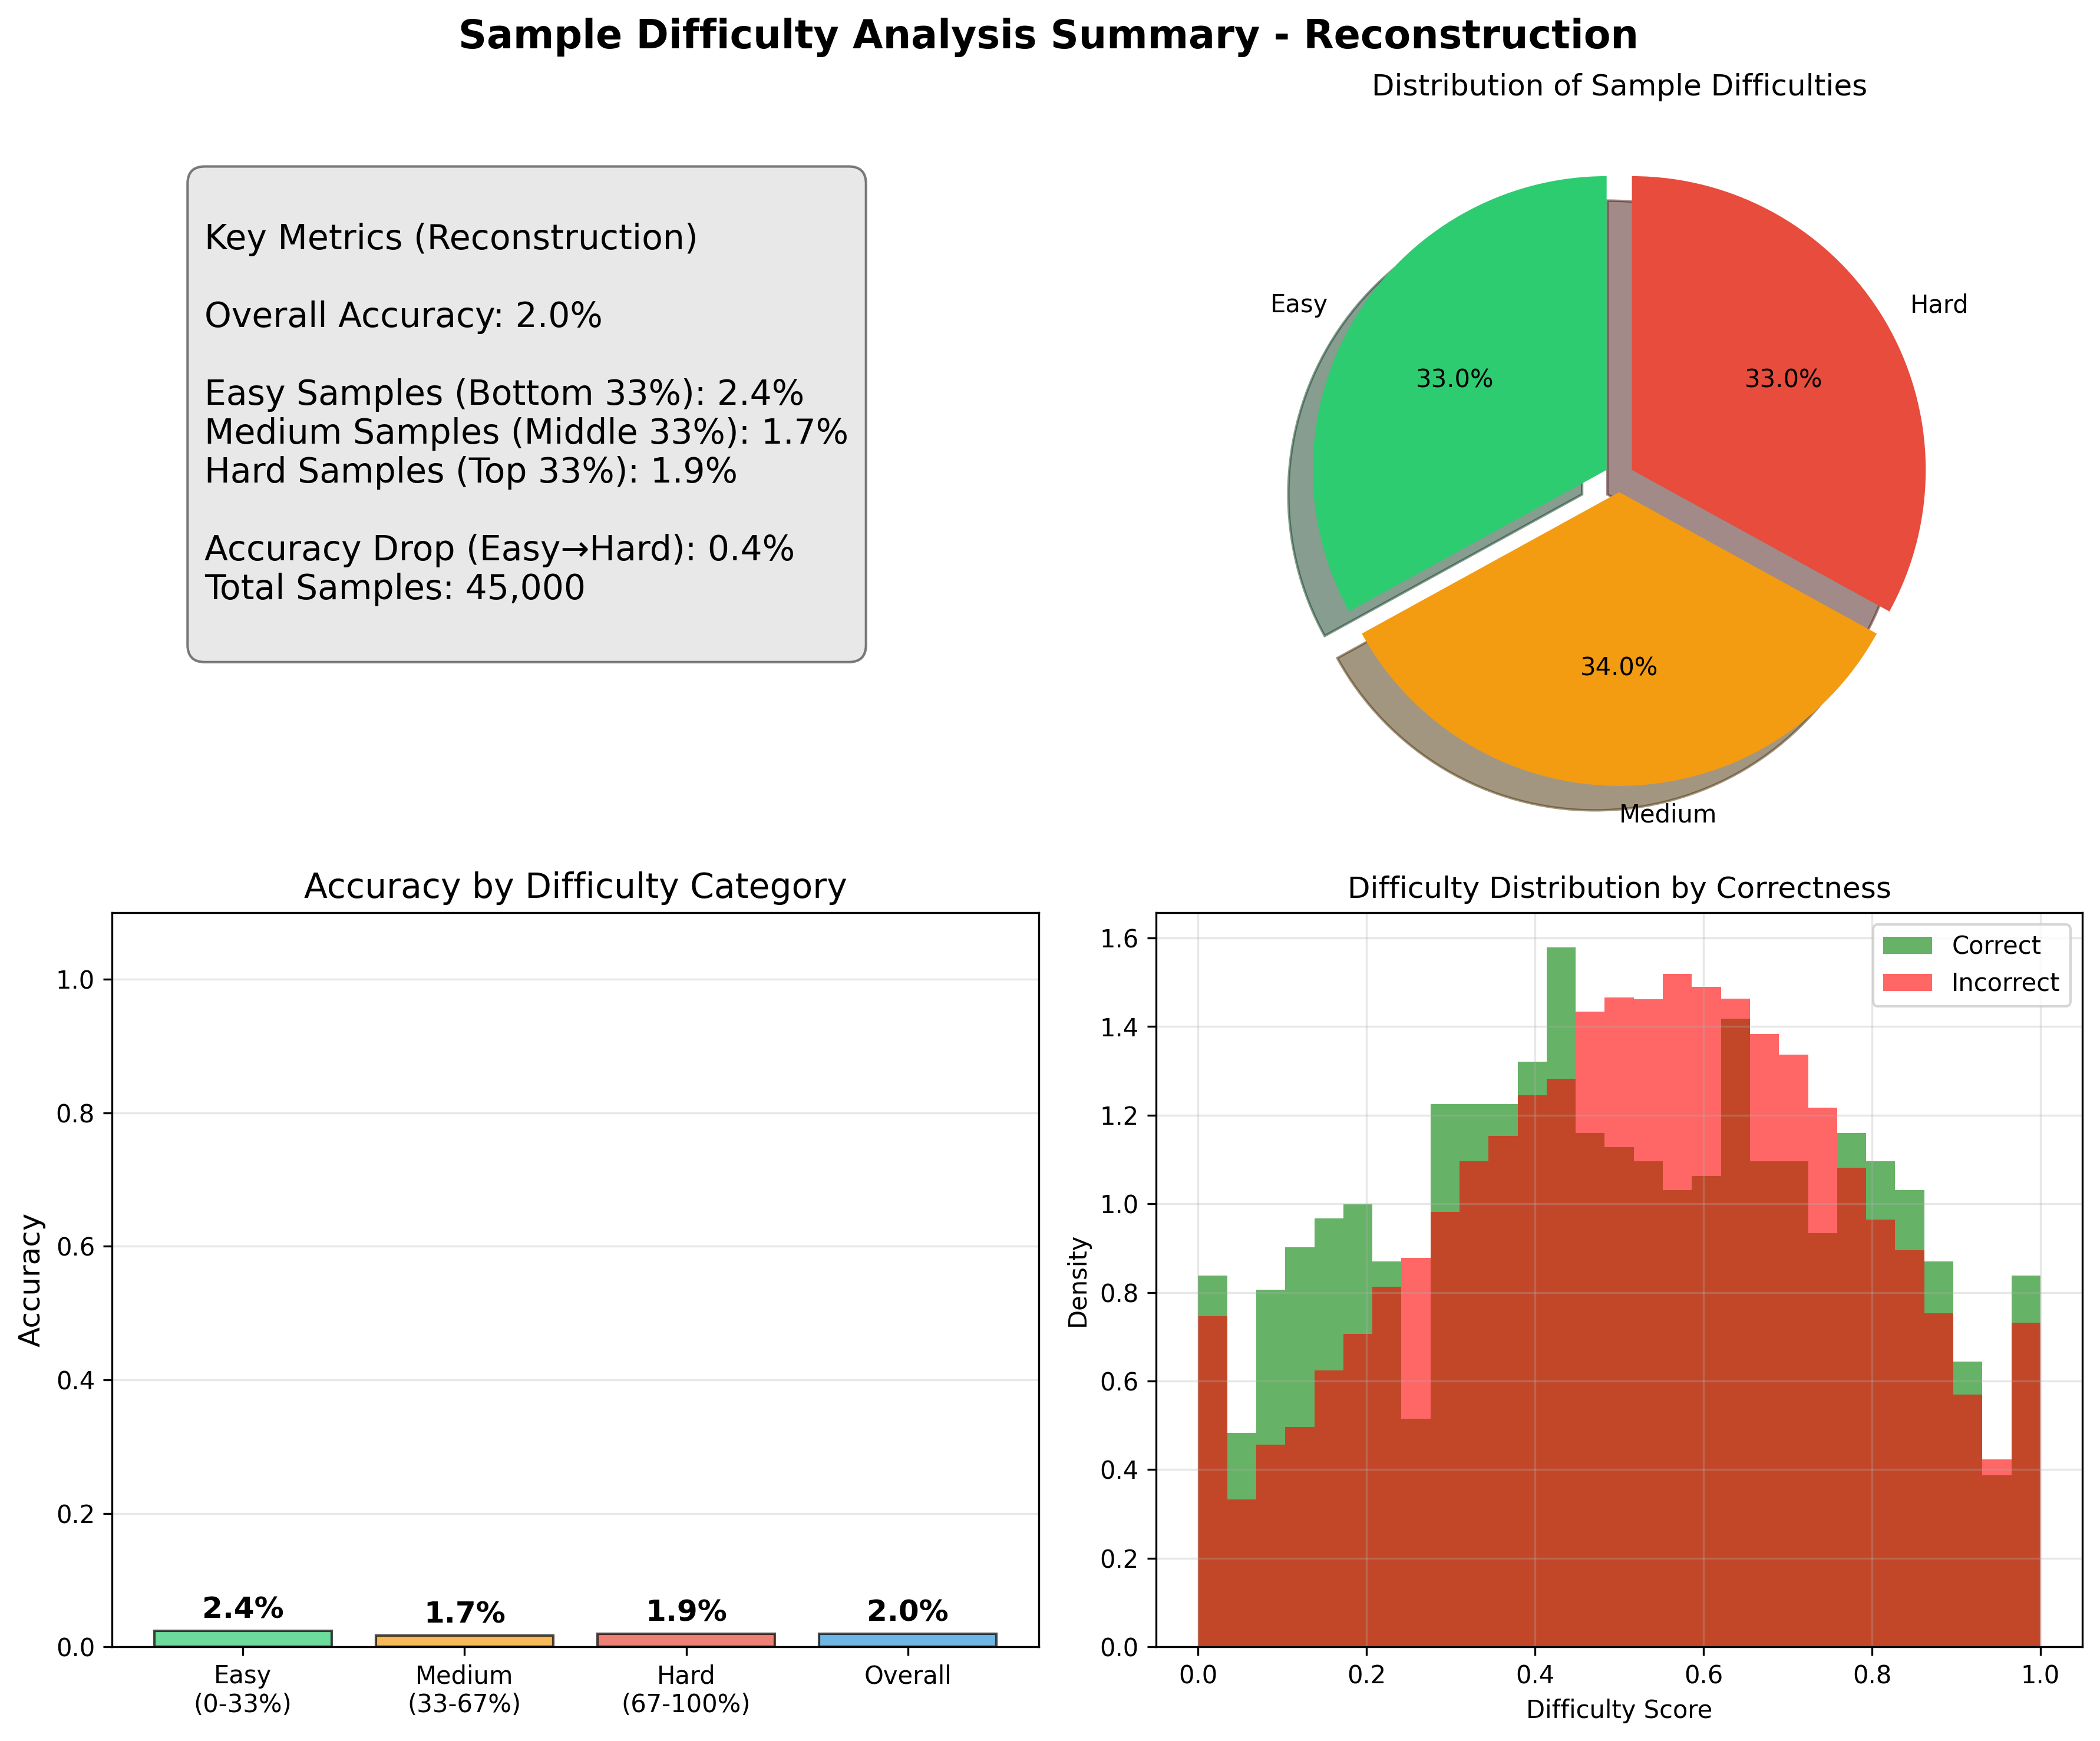 Sample Difficulty Analysis Summary - Reconstruction
Key Metrics (Reconstruction)
Overall Accuracy: 2.0%
Easy Samples (Bottom 33%): 2.4%
Medium Samples (Middle 33%): 1.7%
Hard Samples (Top 33%): 1.9%
Accuracy Drop (Easy→Hard): 0.4%
Total Samples: 45,000
Distribution of Sample Difficulties
Easy
Hard
33.0%
33.0%
34.0%
Medium
Accuracy by Difficulty Category
Accuracy
1.0
0.8
0.6
0.4
0.2
0.0
2.4%
1.7%
1.9%
2.0%
Easy
(0-33%)
Medium
(33-67%)
Hard
(67-100%)
Overall
Difficulty Distribution by Correctness
Correct
Incorrect
Density
1.6
1.4
1.2
1.0
0.8
0.6
0.4
0.2
0.0
0.0
0.2
0.4
0.6
0.8
1.0
Difficulty Score